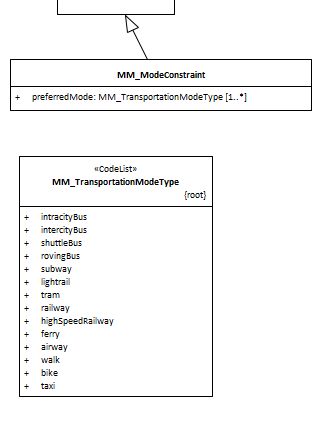 MM_ModeConstraint
+ preferredMode: MM_TransportationModeType [1..*]
«CodeList»
MM_TransportationModeType
{root}
+ intracityBus
+ intercityBus
+ shuttleBus
+ rovingBus
+ subway
+ lightrail
+ tram
+ railway
+ highSpeedRailway
+ ferry
+ airway
+ walk
+ bike
+ taxi